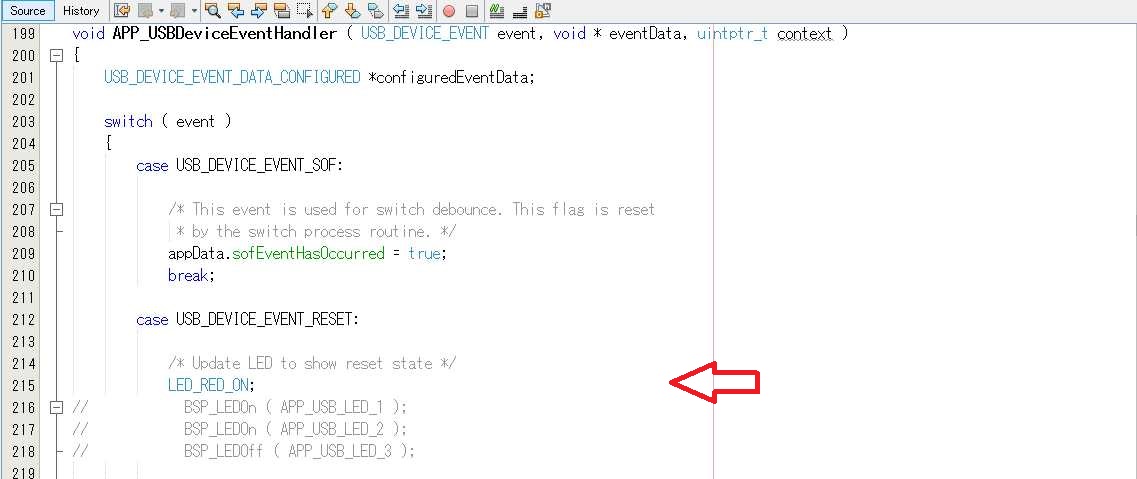 Source History
199 void APP_USBDeviceEventHandler ( USB_DEVICE_EVENT event, void * eventData, uintptr_t context )
200 {
201 USB_DEVICE_EVENT_DATA_CONFIGURED *configuredEventData;
202
203 switch ( event )
204 {
205 case USB_DEVICE_EVENT_SOF:
206
207 /* This event is used for switch debounce. This flag is reset
208 * by the switch process routine. */
209 appData.sofEventHasOccurred = true;
210 break;
211
212 case USB_DEVICE_EVENT_RESET:
213
214 /* Update LED to show reset state */
215 LED_RED_ON;
216 // BSP_LEDOn ( APP_USB_LED_1 );
217 // BSP_LEDOn ( APP_USB_LED_2 );
218 // BSP_LEDOff ( APP_USB_LED_3 );
219